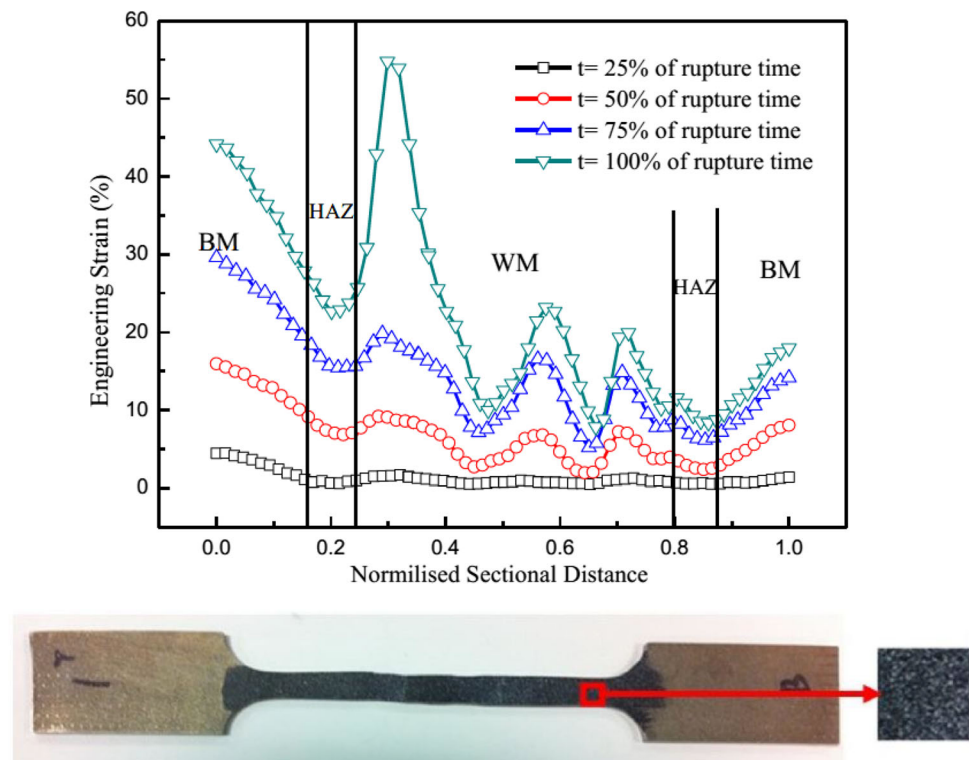 60
50
40
30
20
10
0
Engineering Strain (%)
t= 25% of rupture time
t= 50% of rupture time
t= 75% of rupture time
t= 100% of rupture time
HAZ
BM
WM
BM
HAZ
0.0 0.2 0.4 0.6 0.8 1.0
Normilised Sectional Distance
B